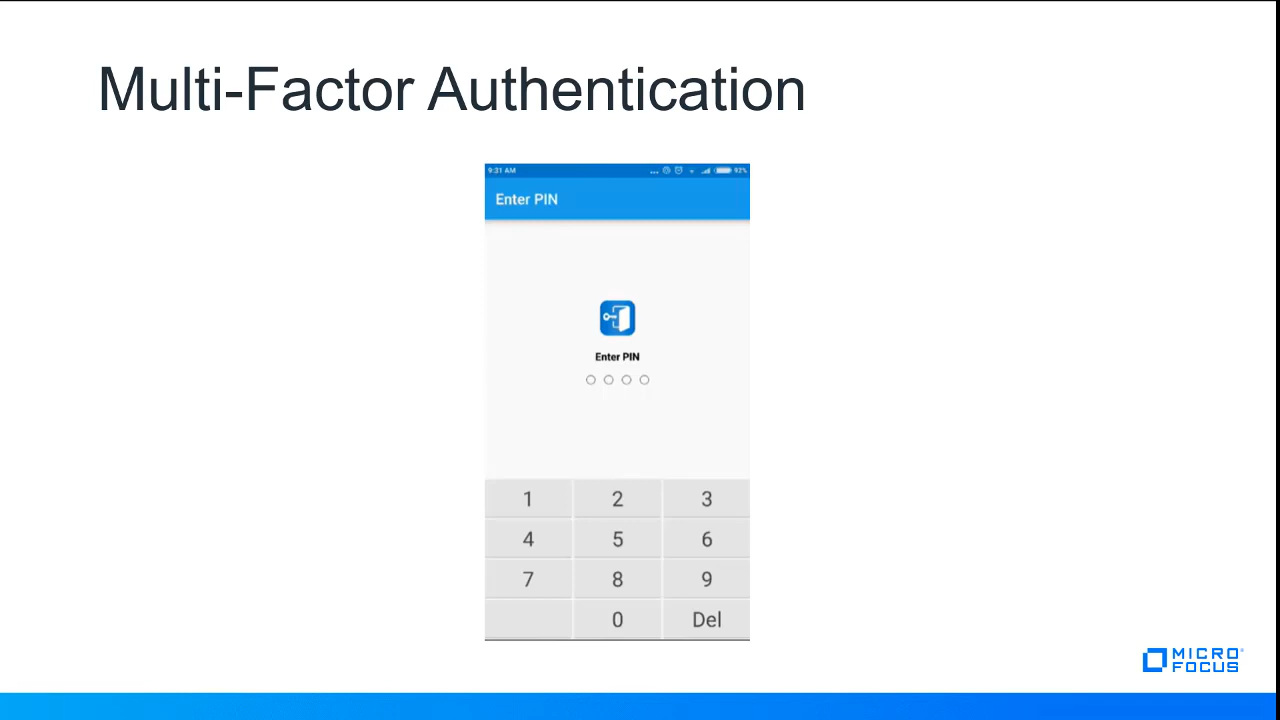 Multi-Factor Authentication
9:31 AM
92%
Enter PIN
Enter PIN
1 2 3
4 5 6
7 8 9
0 Del
MICRO
FOCUS